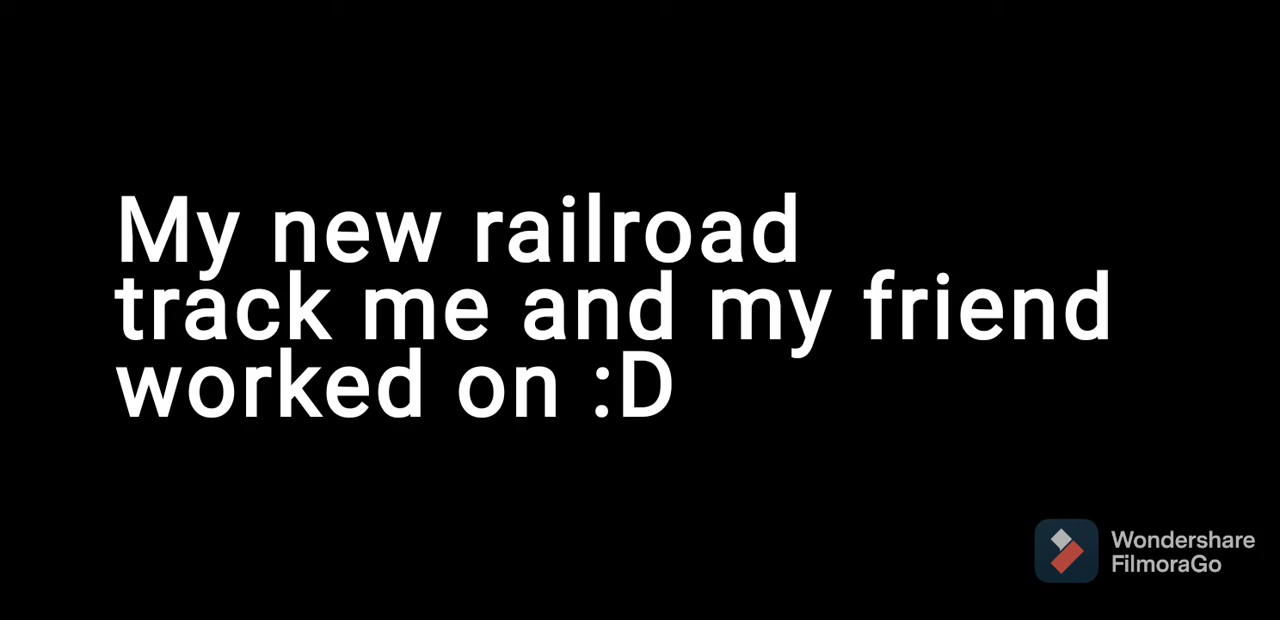 My new railroad
track me and my friend
worked on :D
Wondershare
FilmoraGo